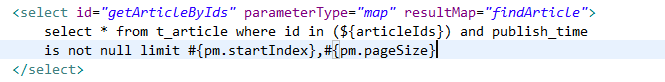 <select id="getArticleByIds" parameterType="map" resultMap="findArticle">
select * from t_article where id in (${articleIds}) and publish_time
is not null limit #{pm.startIndex},#{pm.pageSize}
</select>